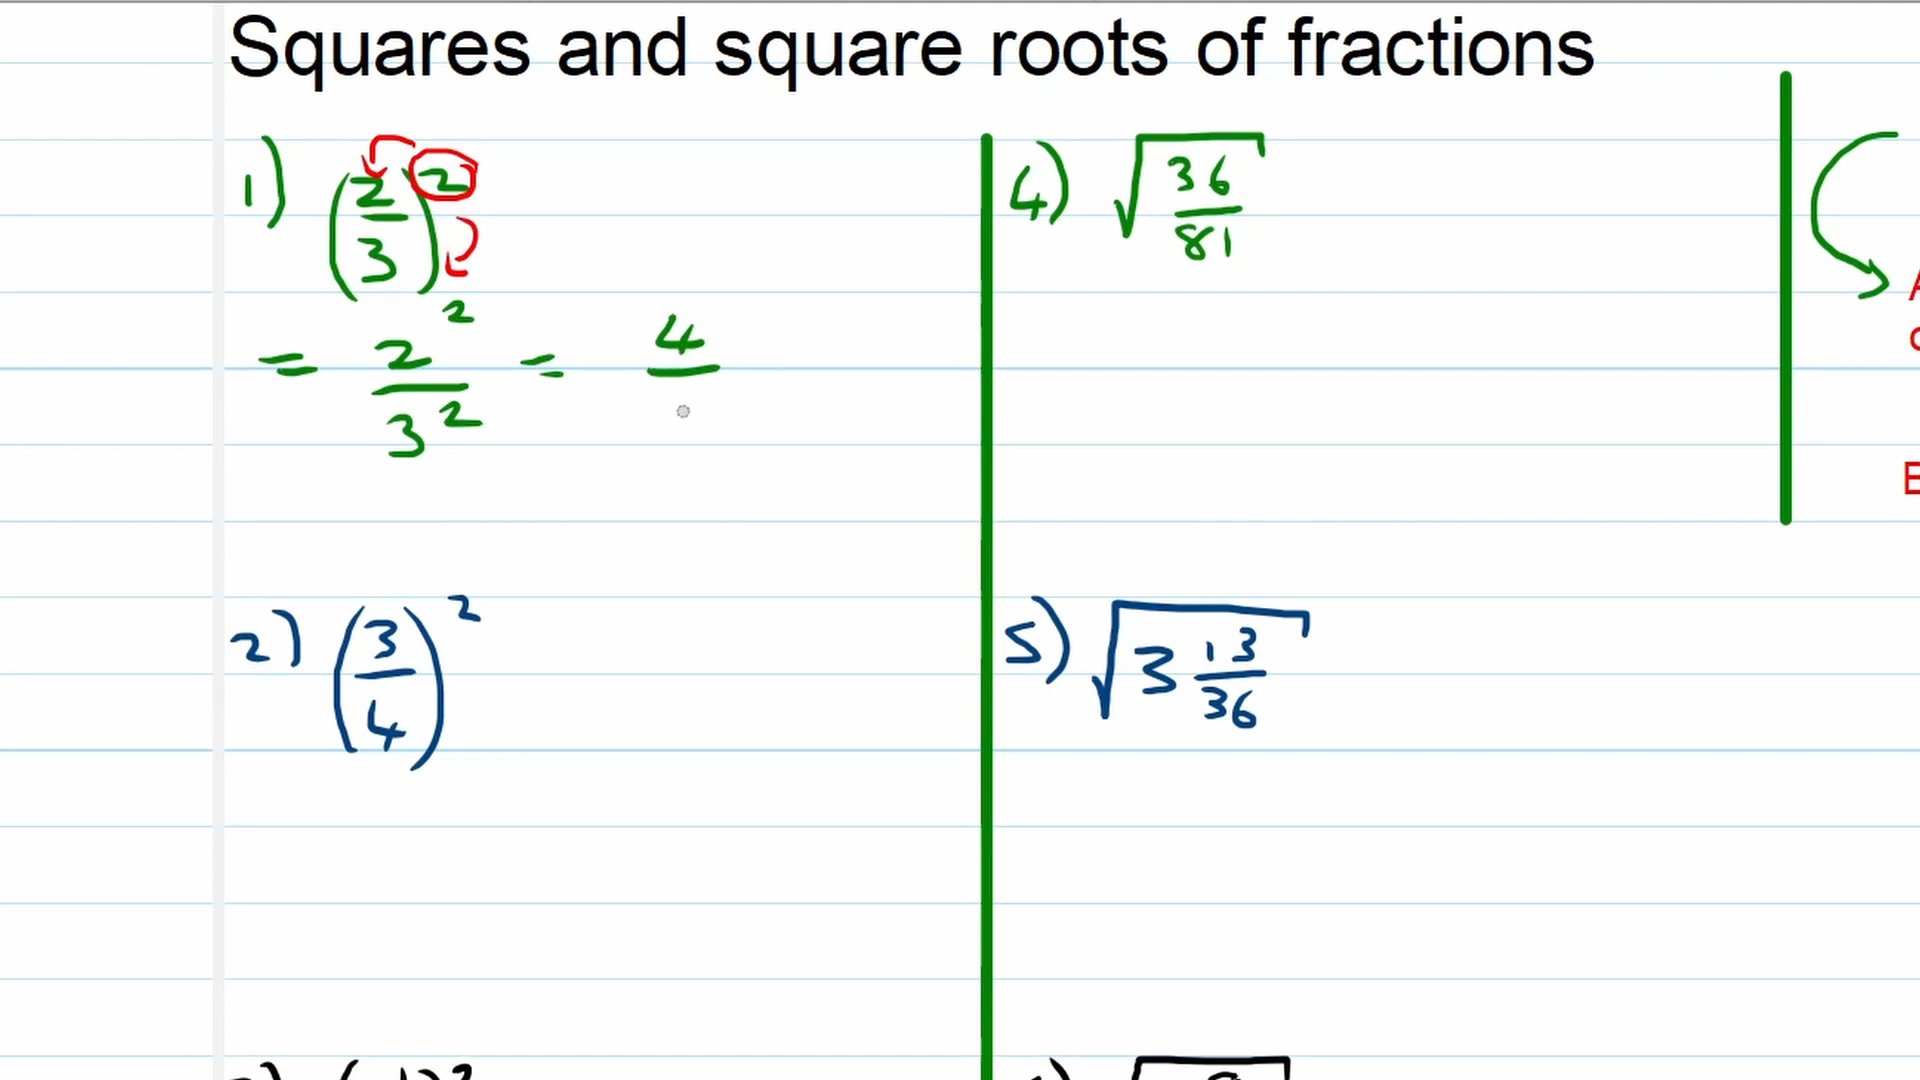 Squares and square roots of fractions
1) (2/3)²
= 2²/3² = 4/
2) (3/4)²
4) √(36/81)
5) √(3 13/36)